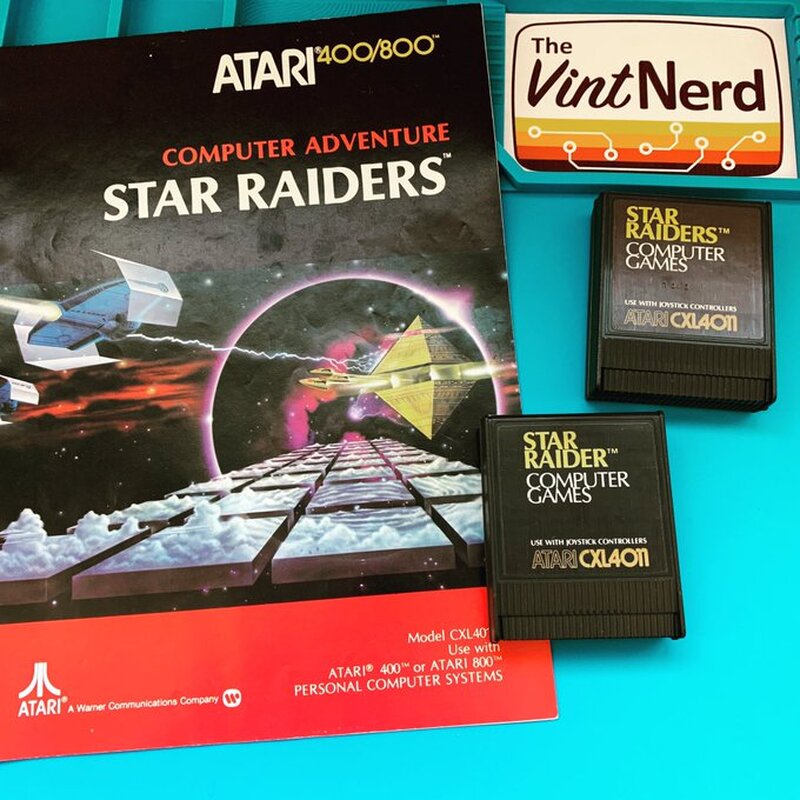 ATARI® 400/800™
COMPUTER ADVENTURE
STAR RAIDERS™
Model CXL401
Use with
ATARI® 400™ or ATARI 800™
PERSONAL COMPUTER SYSTEMS
ATARI® A Warner Communications Company
The
VintNerd
STAR
RAIDERS™
COMPUTER
GAMES
USE WITH JOYSTICK CONTROLLERS
ATARI CXL4011
STAR
RAIDER™
COMPUTER
GAMES
USE WITH JOYSTICK CONTROLLERS
ATARI CXL4011